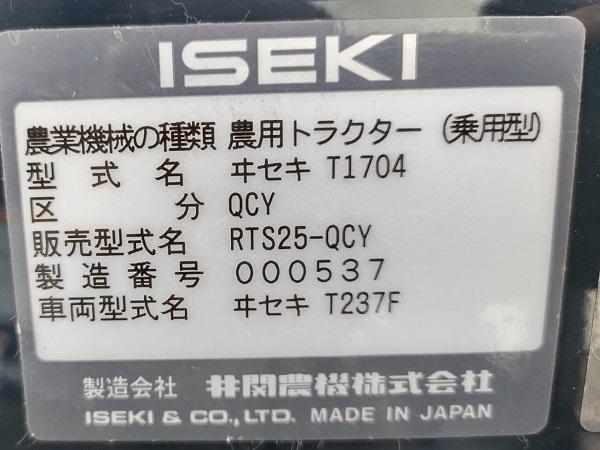 ISEKI
農業機械の種類 農用トラクター (乗用型)
型式名 ヰセキ T1704
区分 QCY
販売型式名 RTS25-QCY
製造番号 000537
車両型式名 ヰセキ T237F
製造会社 井関農機株式会社
ISEKI & CO., LTD. MADE IN JAPAN